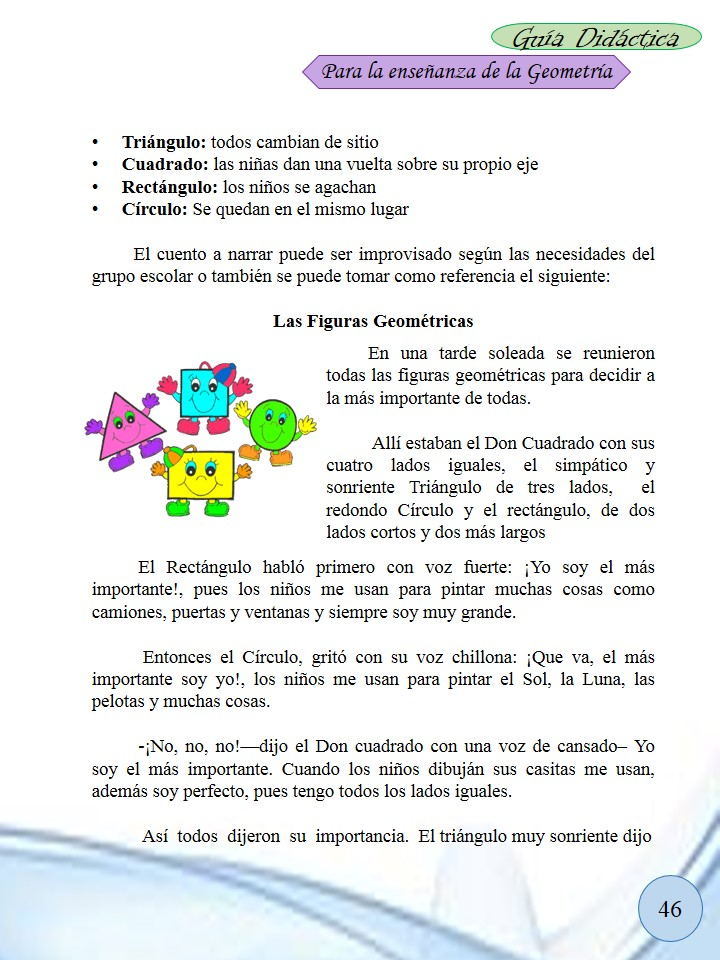 Guía Didáctica
Para la enseñanza de la Geometría
• Triángulo: todos cambian de sitio
• Cuadrado: las niñas dan una vuelta sobre su propio eje
• Rectángulo: los niños se agachan
• Círculo: Se quedan en el mismo lugar
El cuento a narrar puede ser improvisado según las necesidades del
grupo escolar o también se puede tomar como referencia el siguiente:
Las Figuras Geométricas
En una tarde soleada se reunieron
todas las figuras geométricas para decidir a
la más importante de todas.
Allí estaban el Don Cuadrado con sus
cuatro lados iguales, el simpático y
sonriente Triángulo de tres lados, el
redondo Círculo y el rectángulo, de dos
lados cortos y dos más largos
El Rectángulo habló primero con voz fuerte: ¡Yo soy el más
importante!, pues los niños me usan para pintar muchas cosas como
camiones, puertas y ventanas y siempre soy muy grande.
Entonces el Círculo, gritó con su voz chillona: ¡Que va, el más
importante soy yo!, los niños me usan para pintar el Sol, la Luna, las
pelotas y muchas cosas.
-¡No, no, no!—dijo el Don cuadrado con una voz de cansado– Yo
soy el más importante. Cuando los niños dibuján sus casitas me usan,
además soy perfecto, pues tengo todos los lados iguales.
Así todos dijeron su importancia. El triángulo muy sonriente dijo
46